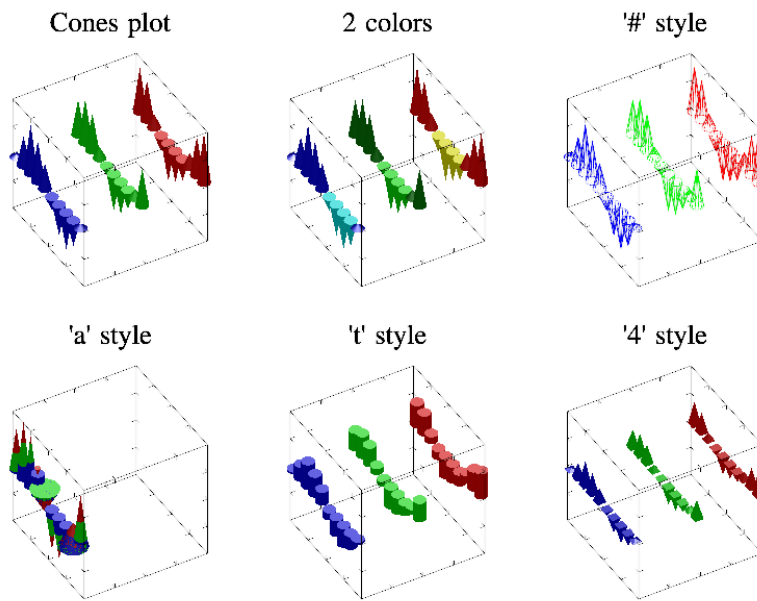 Cones plot
2 colors
'#' style
'a' style
't' style
'4' style